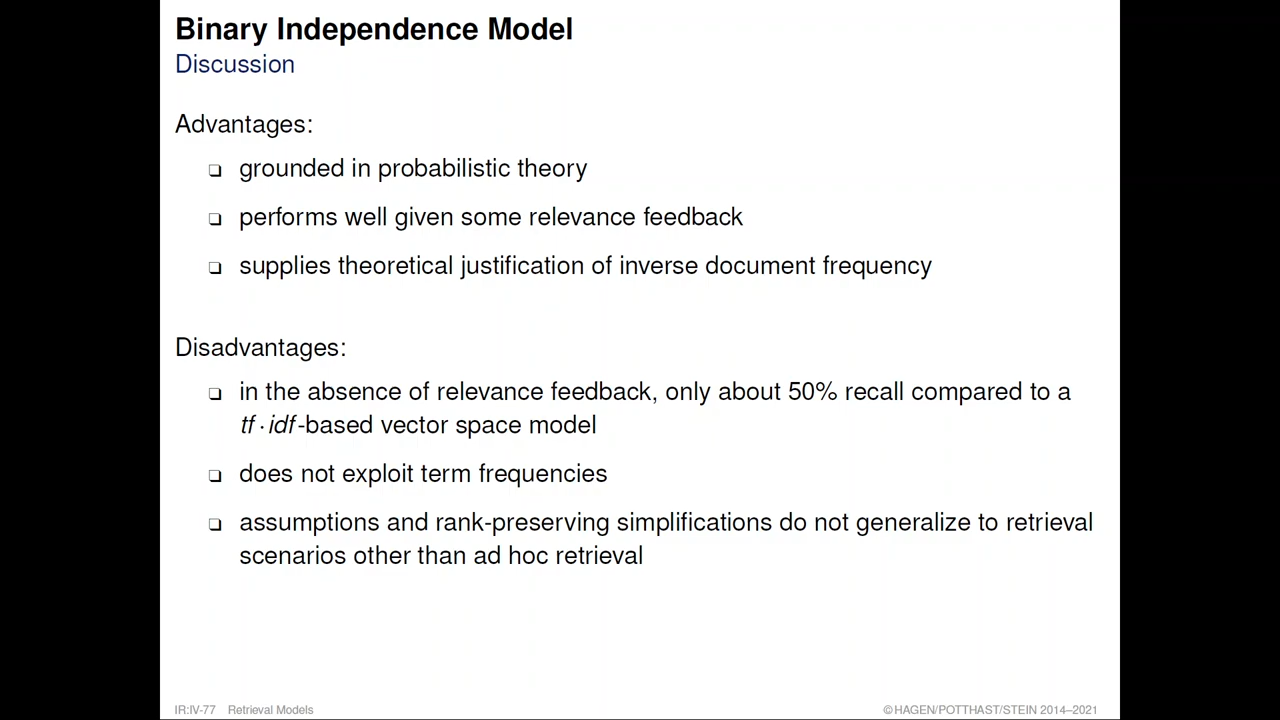 Binary Independence Model
Discussion
Advantages:
❑ grounded in probabilistic theory
❑ performs well given some relevance feedback
❑ supplies theoretical justification of inverse document frequency
Disadvantages:
❑ in the absence of relevance feedback, only about 50% recall compared to a
tf · idf-based vector space model
❑ does not exploit term frequencies
❑ assumptions and rank-preserving simplifications do not generalize to retrieval
scenarios other than ad hoc retrieval
IR:IV-77 Retrieval Models
© HAGEN/POTTHAST/STEIN 2014–2021